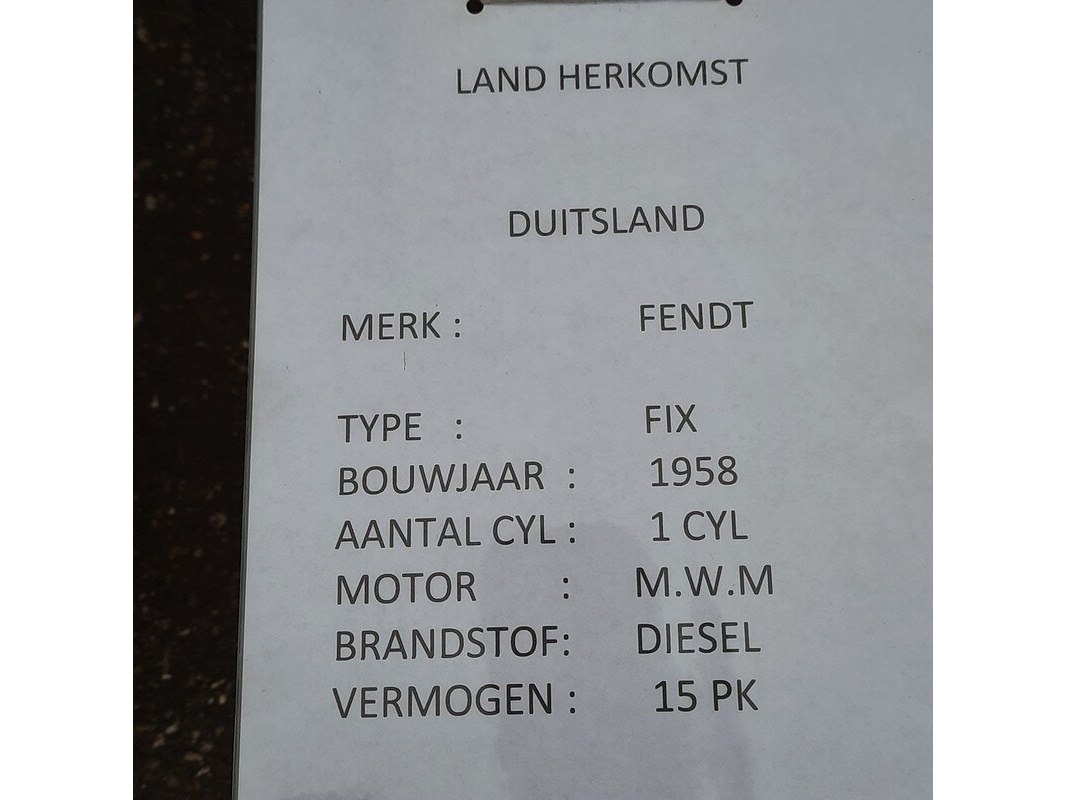 LAND HERKOMST
DUITSLAND
MERK : FENDT
TYPE : FIX
BOUWJAAR : 1958
AANTAL CYL : 1 CYL
MOTOR : M.W.M
BRANDSTOF: DIESEL
VERMOGEN : 15 PK